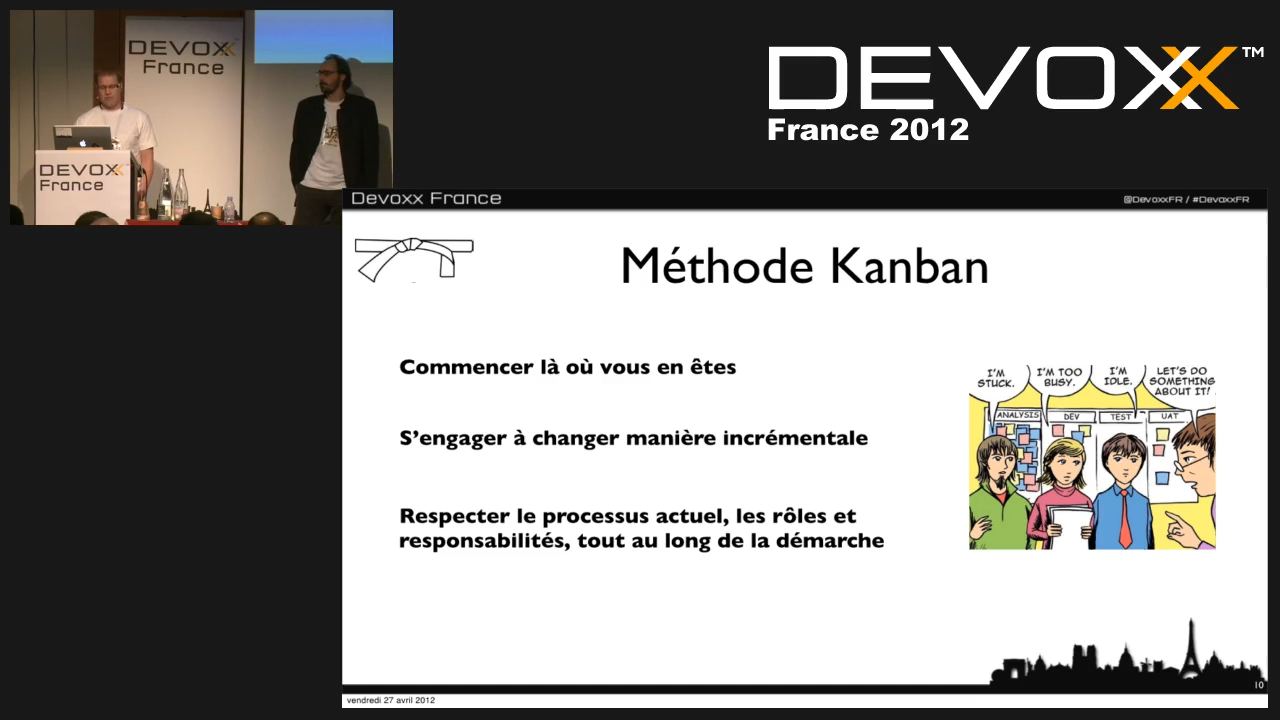 DEVOXX
France
DEVOXX
France
DEVOXX™
France 2012
Devoxx France
@DevoxxFR / #DevoxxFR
Méthode Kanban
Commencer là où vous en êtes
S’engager à changer manière incrémentale
Respecter le processus actuel, les rôles et
responsabilités, tout au long de la démarche
I'M
STUCK.
I'M TOO
BUSY.
I'M
IDLE.
LET'S DO
SOMETHING
ABOUT IT!
ANALYSIS
DEV
TEST
UAT
10
vendredi 27 avril 2012